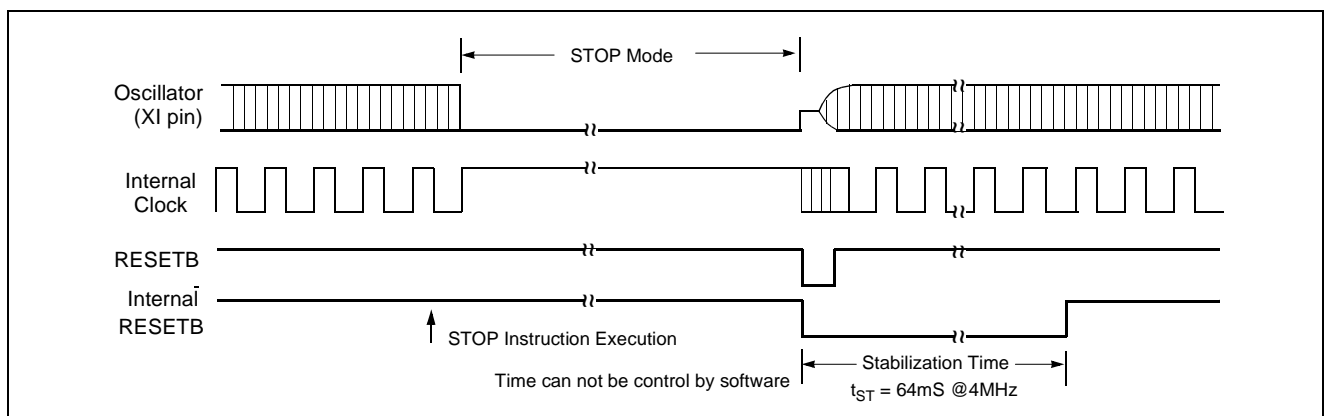 STOP Mode
Oscillator
(XI pin)
Internal
Clock
RESETB
Internal
RESETB
STOP Instruction Execution
Time can not be control by software
Stabilization Time
tST = 64mS @4MHz